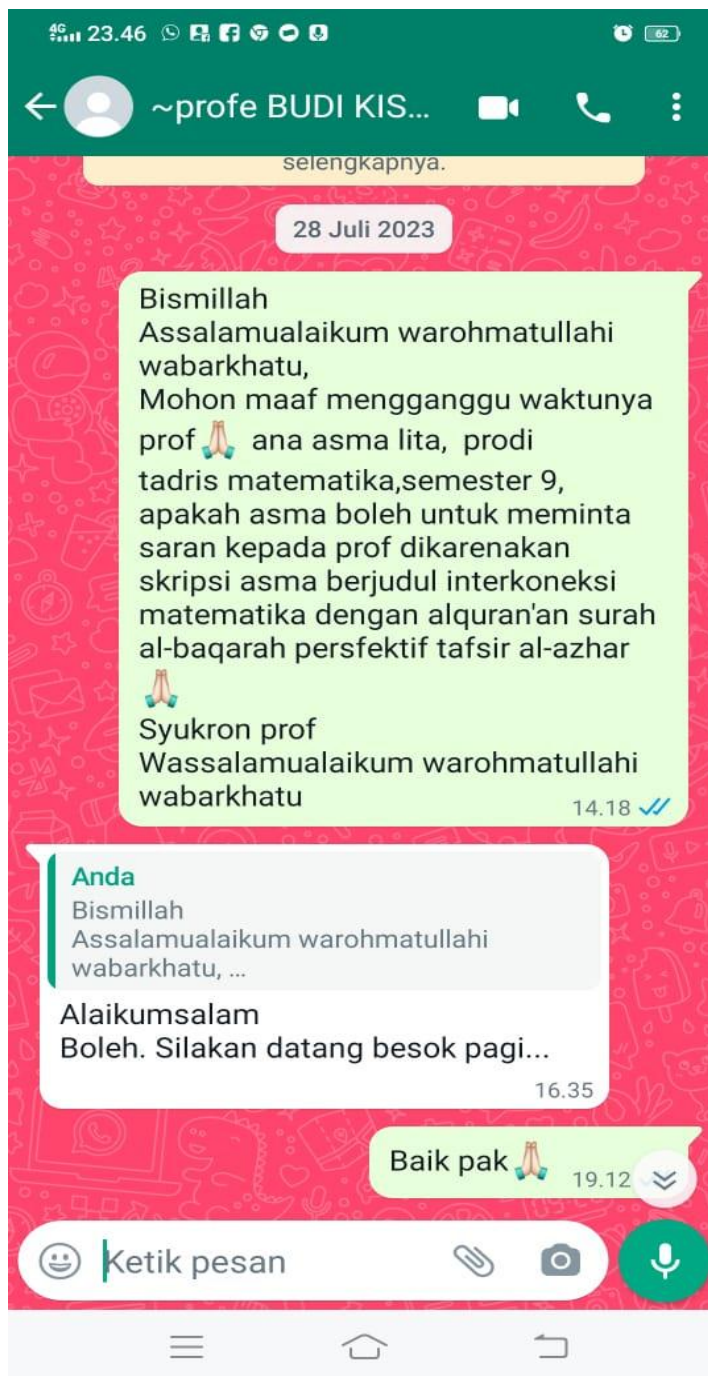 4G 23.46 62
~profe BUDI KIS...
selengkapnya.
28 Juli 2023
Bismillah
Assalamualaikum warohmatullahi
wabarkhatu,
Mohon maaf mengganggu waktunya
prof🙏🏻 ana asma lita, prodi
tadris matematika,semester 9,
apakah asma boleh untuk meminta
saran kepada prof dikarenakan
skripsi asma berjudul interkoneksi
matematika dengan alquran'an surah
al-baqarah persfektif tafsir al-azhar
🙏🏻
Syukron prof
Wassalamualaikum warohmatullahi
wabarkhatu
14.18
Anda
Bismillah
Assalamualaikum warohmatullahi
wabarkhatu, ...
Alaikumsalam
Boleh. Silakan datang besok pagi...
16.35
Baik pak🙏🏻
19.12
Ketik pesan